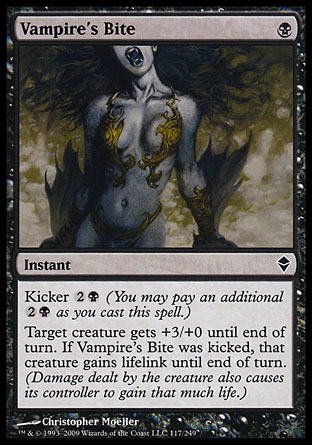 Vampire's Bite
Instant
Kicker 2 (You may pay an additional
2 as you cast this spell.)
Target creature gets +3/+0 until end of
turn. If Vampire's Bite was kicked, that
creature gains lifelink until end of turn.
(Damage dealt by the creature also causes
its controller to gain that much life.)
Christopher Moeller
™ & © 1993–2009 Wizards of the Coast LLC 117/249